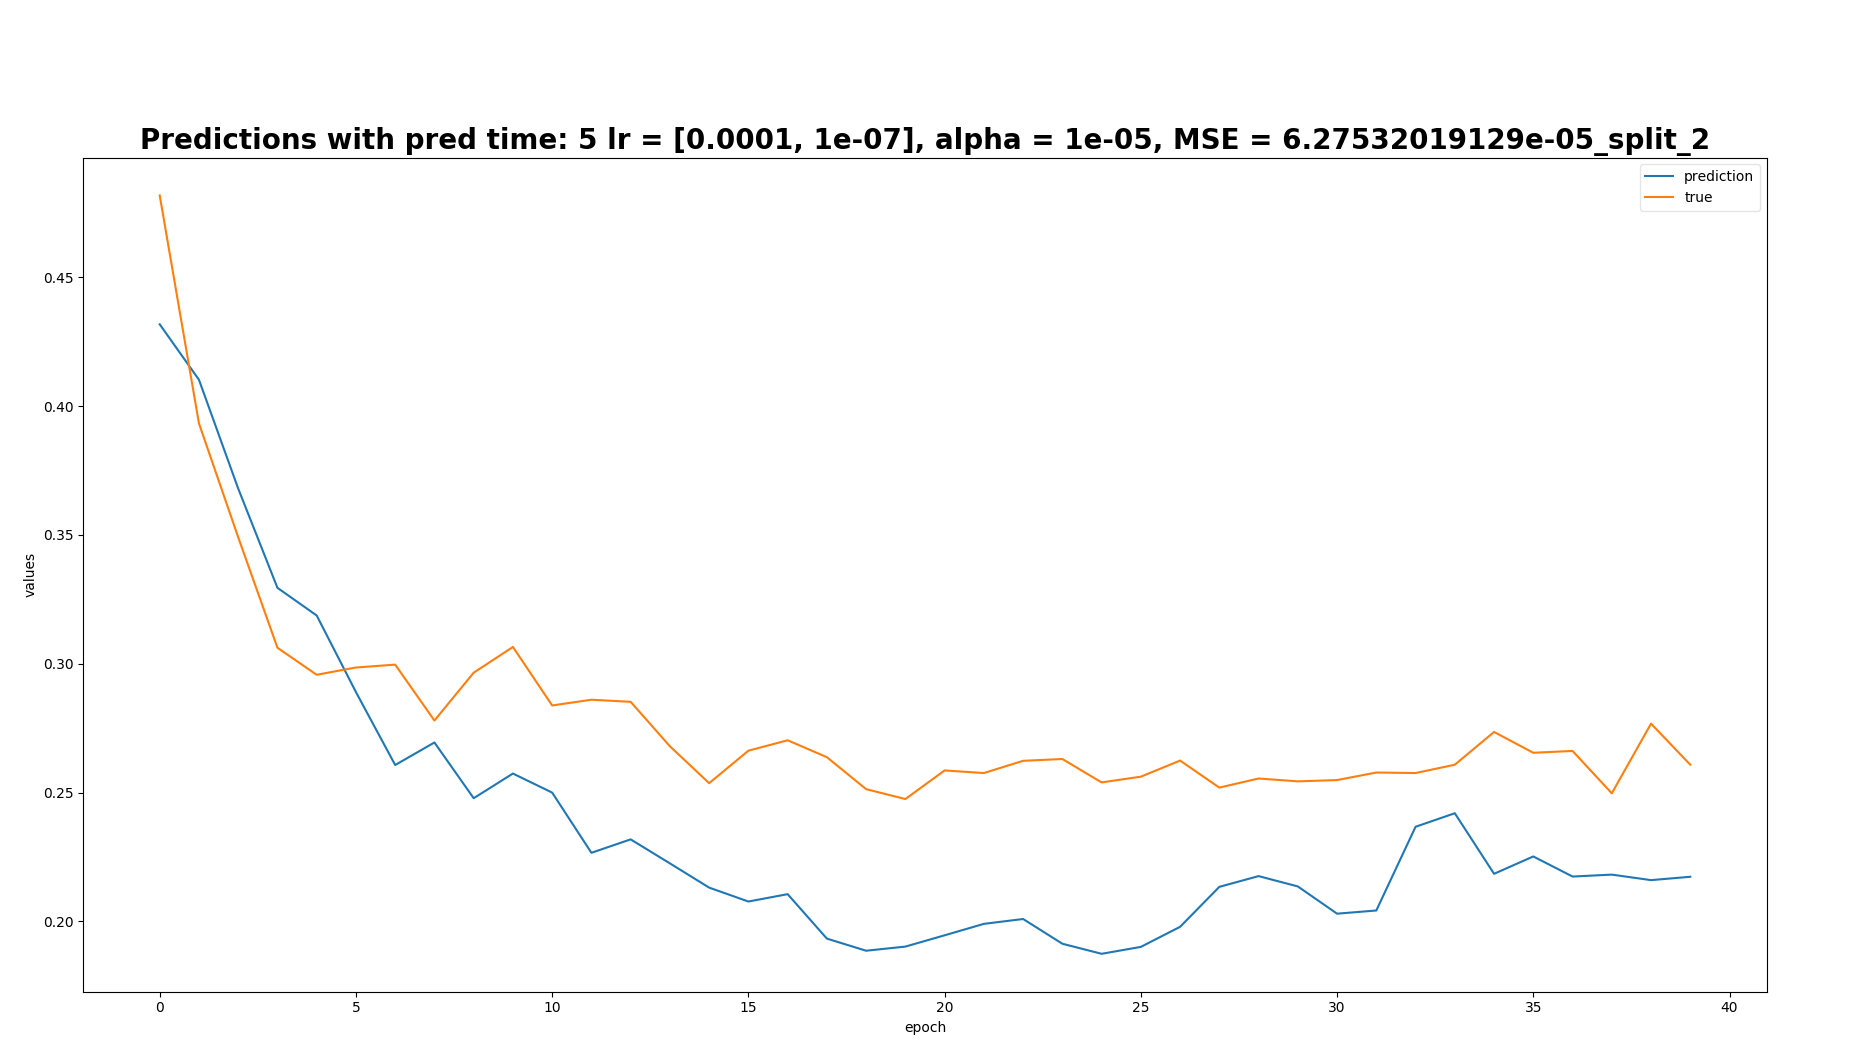 Predictions with pred time: 5 lr = [0.0001, 1e-07], alpha = 1e-05, MSE = 6.27532019129e-05_split_2
prediction
true
0.45
0.40
0.35
0.30
0.25
0.20
values
0 5 10 15 20 25 30 35 40
epoch